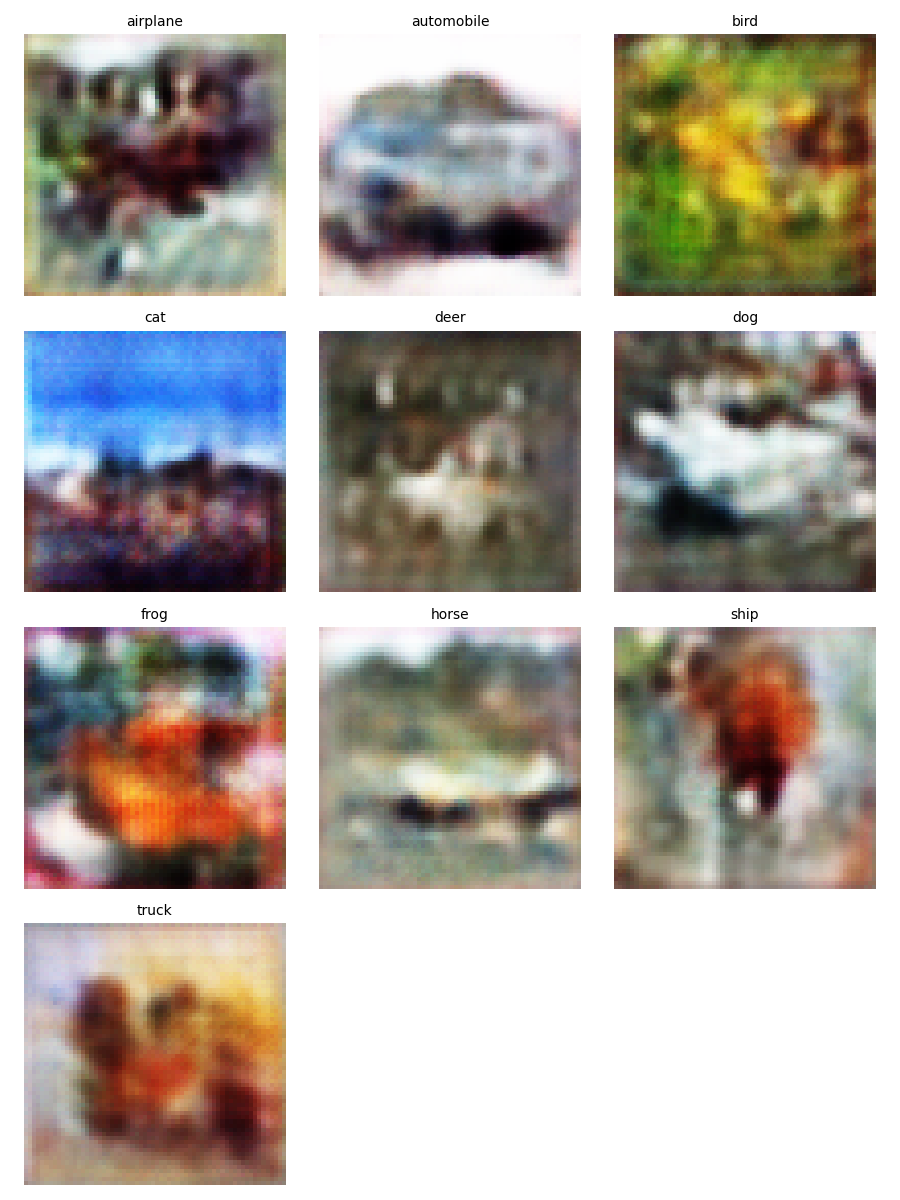 airplane
automobile
bird
cat
deer
dog
frog
horse
ship
truck